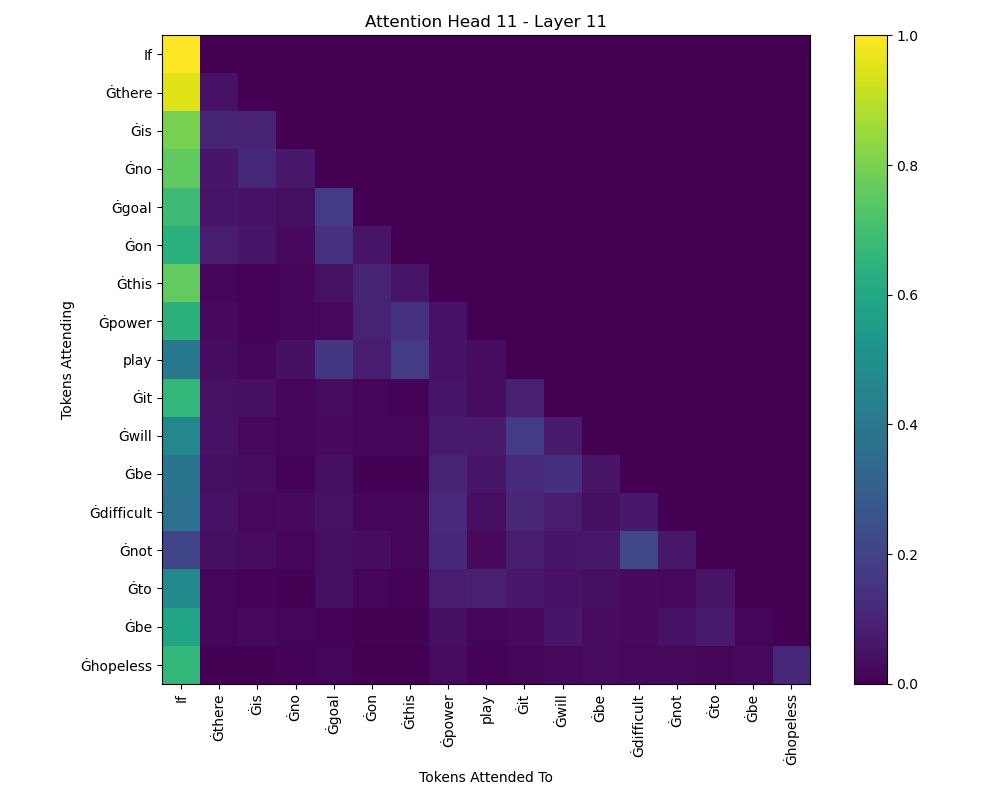 Attention Head 11 - Layer 11
Tokens Attending
If
Ġthere
Ġis
Ġno
Ġgoal
Ġon
Ġthis
Ġpower
play
Ġit
Ġwill
Ġbe
Ġdifficult
Ġnot
Ġto
Ġbe
Ġhopeless
If
Ġthere
Ġis
Ġno
Ġgoal
Ġon
Ġthis
Ġpower
play
Ġit
Ġwill
Ġbe
Ġdifficult
Ġnot
Ġto
Ġbe
Ġhopeless
Tokens Attended To
1.0
0.8
0.6
0.4
0.2
0.0